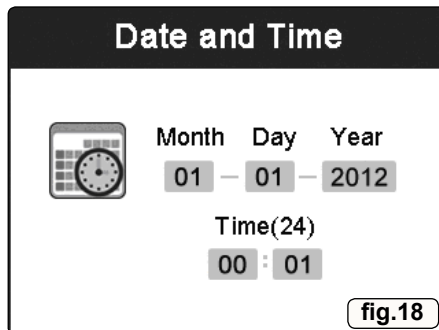 Date and Time
Month Day Year
01 – 01 – 2012
Time(24)
00 : 01
fig.18